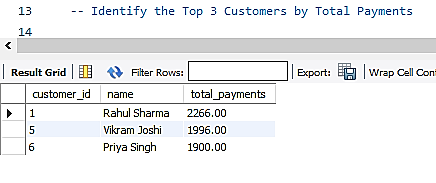 13 -- Identify the Top 3 Customers by Total Payments
14
Result Grid Filter Rows: Export: Wrap Cell Con
customer_id name total_payments
1 Rahul Sharma 2266.00
5 Vikram Joshi 1996.00
6 Priya Singh 1900.00